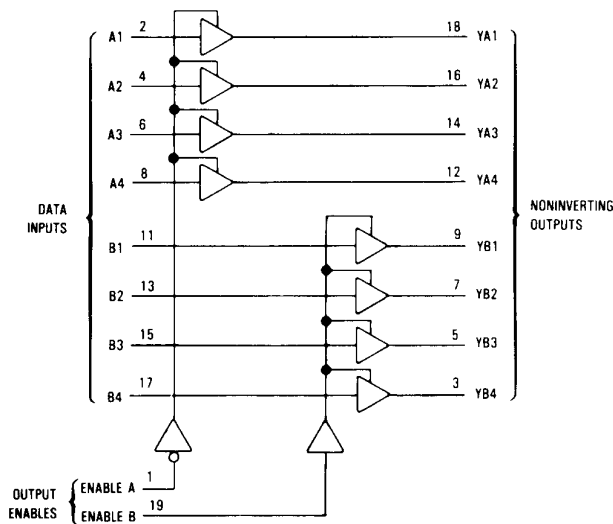 A1 2 18 YA1
A2 4 16 YA2
A3 6 14 YA3
A4 8 12 YA4
DATA
INPUTS
NONINVERTING
OUTPUTS
B1 11 9 YB1
B2 13 7 YB2
B3 15 5 YB3
B4 17 3 YB4
OUTPUT
ENABLES
ENABLE A 1
ENABLE B 19